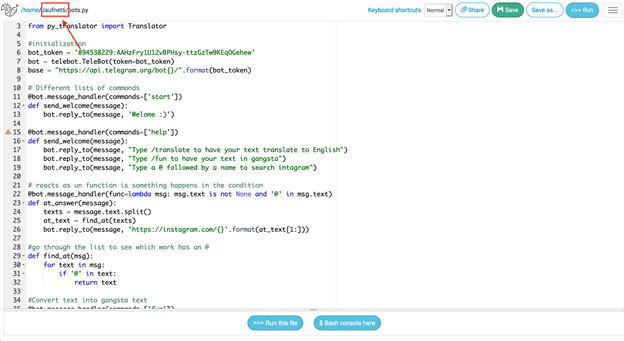 /home/Jaufnet6/bots.py
Keyboard shortcuts: Normal Share Save Save as... >>> Run
3 from py_translator import Translator
4
5 #initialization
6 bot_token = '894538229:AAHzFry1U12vBPHsy-ttzGzTw9KEqOGehew'
7 bot = telebot.TeleBot(token=bot_token)
8 base = "https://api.telegram.org/bot{}/".format(bot_token)
9
10 # Different lists of commands
11 @bot.message_handler(commands=['start'])
12 def send_welcome(message):
13 bot.reply_to(message, 'Welome :)')
14
15 @bot.message_handler(commands=['help'])
16 def send_welcome(message):
17 bot.reply_to(message, "Type /translate to have your text translate to English")
18 bot.reply_to(message, "Type /fun to have your text in gangsta")
19 bot.reply_to(message, "Type a @ followed by a name to search intagram")
20
21 # reacts as un function is something happens in the condition
22 @bot.message_handler(func=lambda msg: msg.text is not None and '@' in msg.text)
23 def at_answer(message):
24 texts = message.text.split()
25 at_text = find_at(texts)
26 bot.reply_to(message, 'https://instagram.com/{}'.format(at_text[1:]))
27
28 #go through the list to see which work has an @
29 def find_at(msg):
30 for text in msg:
31 if '@' in text:
32 return text
33
34 #Convert text into gangsta text
35 @bot.message_handler(commands=['fun'])
>>> Run this file
$ Bash console here